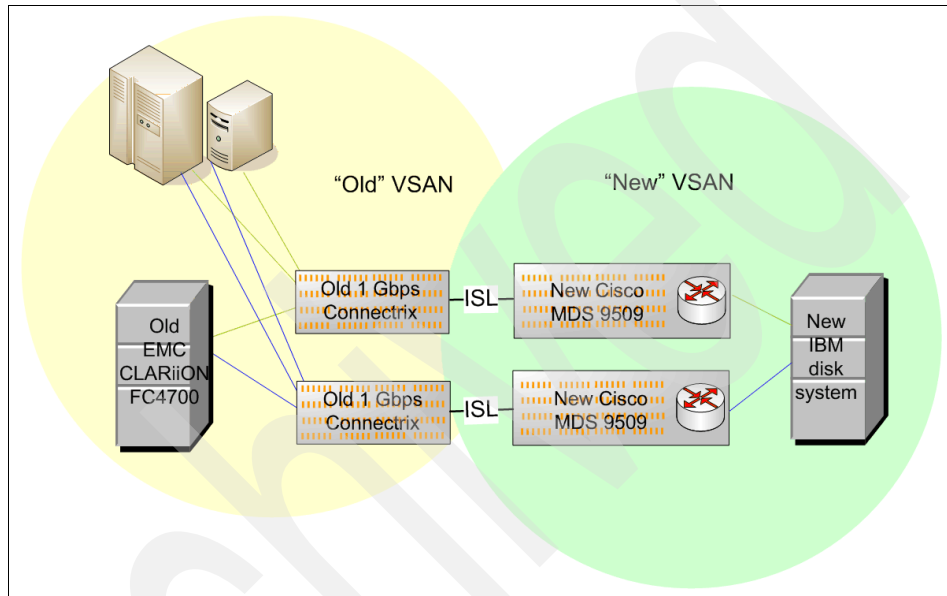 “Old” VSAN
“New” VSAN
Old 1 Gbps
Connectrix
ISL
New Cisco
MDS 9509
Old
EMC
CLARiiON
FC4700
New
IBM
disk
system
Old 1 Gbps
Connectrix
ISL
New Cisco
MDS 9509